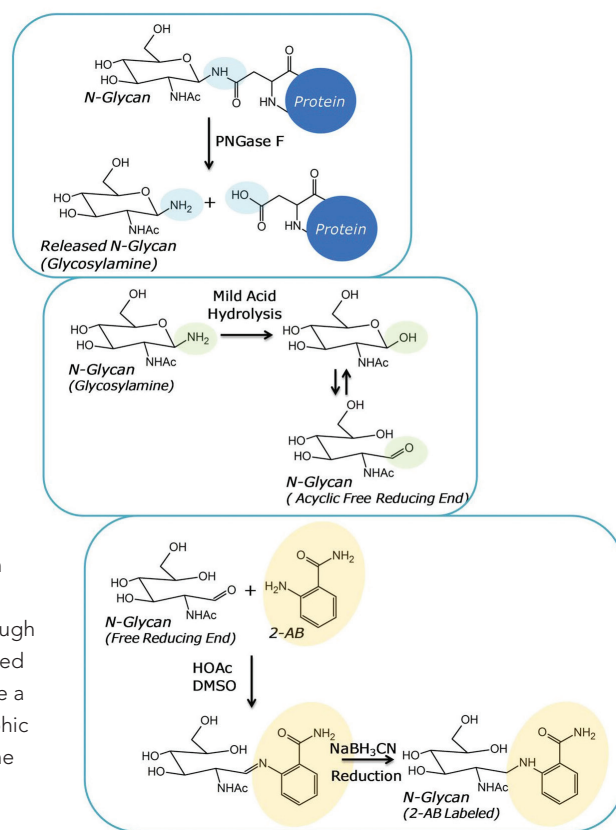 OH
O
HO
HO
NHAc
NH
O
O
HN
Protein
N-Glycan
PNGase F
OH
O
HO
HO
NHAc
NH2
+
HO
O
O
HN
Protein
Released N-Glycan
(Glycosylamine)
OH
O
HO
HO
NHAc
NH2
N-Glycan
(Glycosylamine)
Mild Acid
Hydrolysis
OH
O
HO
HO
NHAc
OH
OH
OH
HO
HO
NHAc
O
N-Glycan
( Acyclic Free Reducing End)
ough
ed
e a
hic
ne
OH
OH
HO
HO
NHAc
O
N-Glycan
(Free Reducing End)
+
O
NH2
H2N
2-AB
HOAc
DMSO
OH
OH
HO
HO
NHAc
N
O
NH2
NaBH3CN
Reduction
OH
OH
HO
HO
NHAc
NH
O
NH2
N-Glycan
(2-AB Labeled)